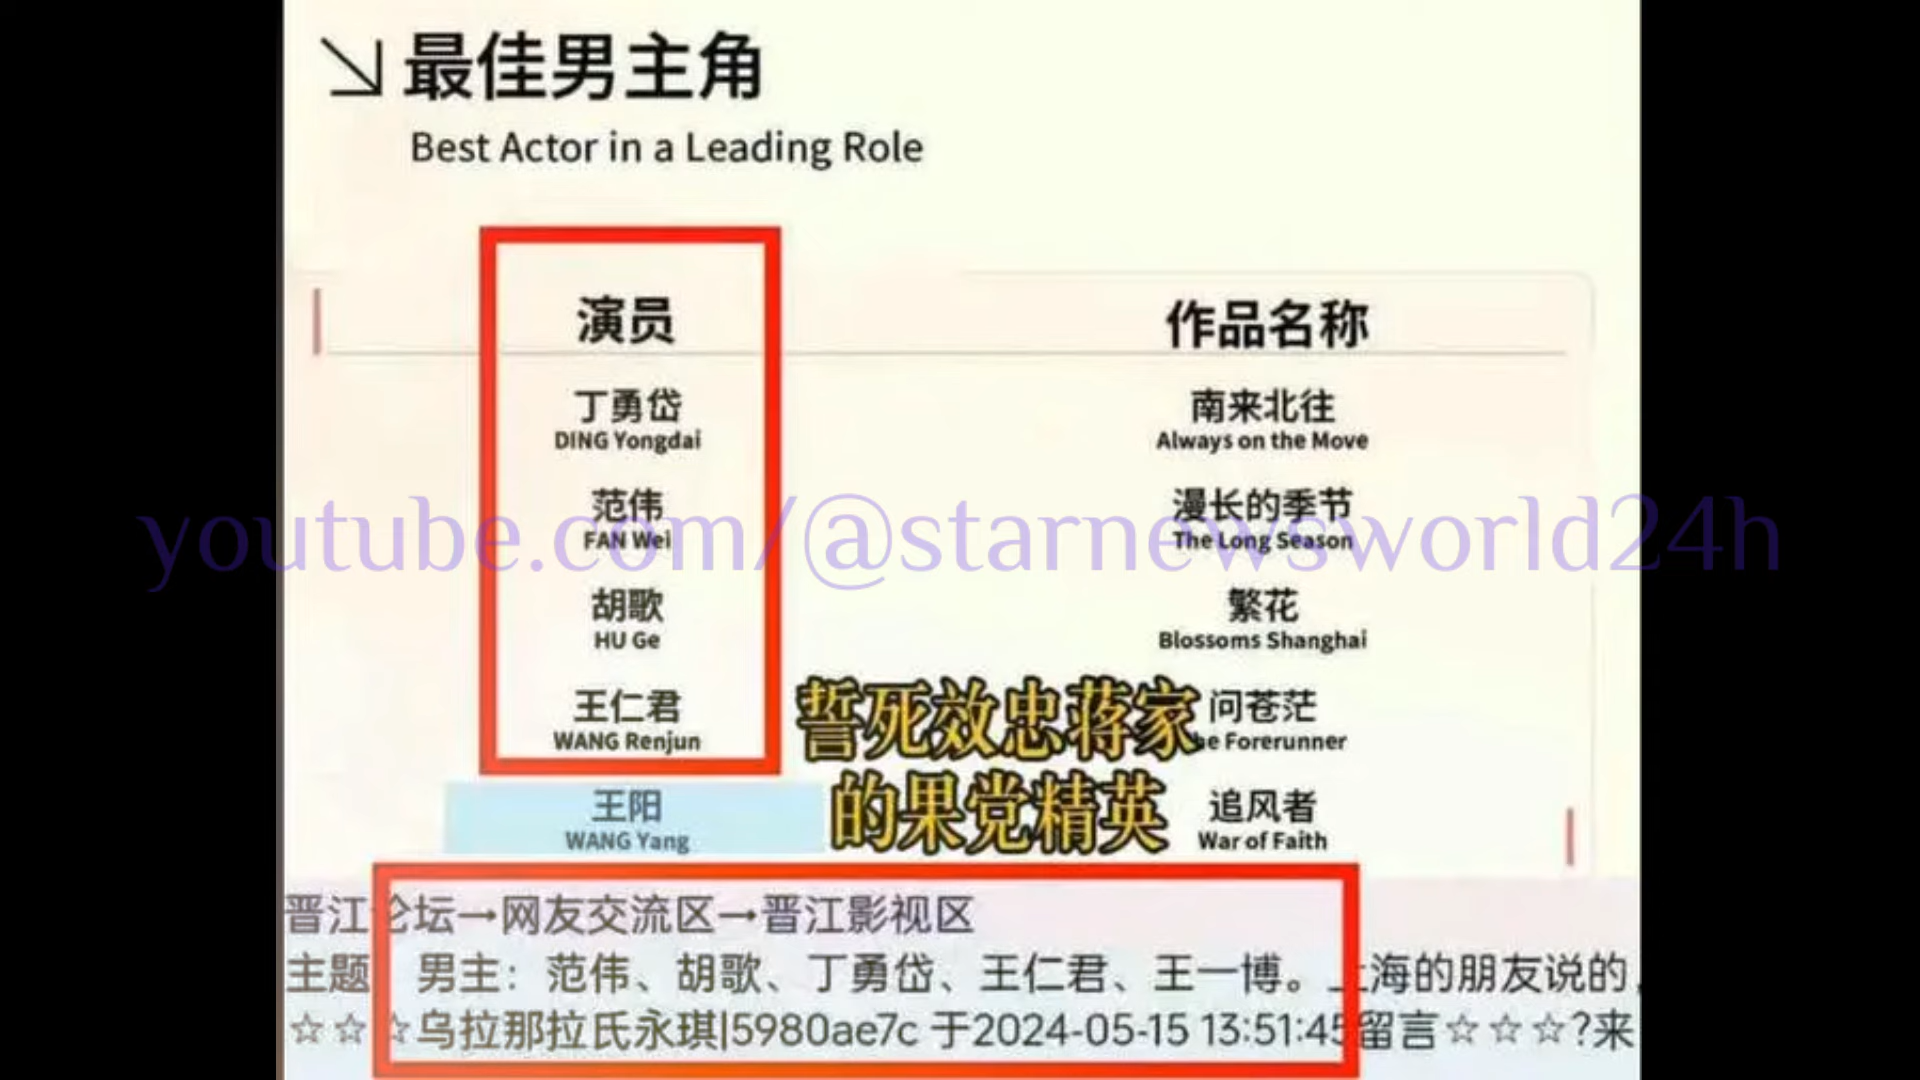 最佳男主角
Best Actor in a Leading Role
演员 作品名称
丁勇岱 南来北往
DING Yongdai Always on the Move
范伟 漫长的季节
FAN Wei The Long Season
youtube.com/@starnewsworld24h
胡歌 繁花
HU Ge Blossoms Shanghai
王仁君 问苍茫
WANG Renjun Forerunner
誓死效忠蒋家
的果党精英
王阳 追风者
WANG Yang War of Faith
晋江论坛→网友交流区→晋江影视区
主题 男主：范伟、胡歌、丁勇岱、王仁君、王一博。上海的朋友说的，
☆☆☆乌拉那拉氏永琪|5980ae7c 于2024-05-15 13:51:45留言☆☆☆?来